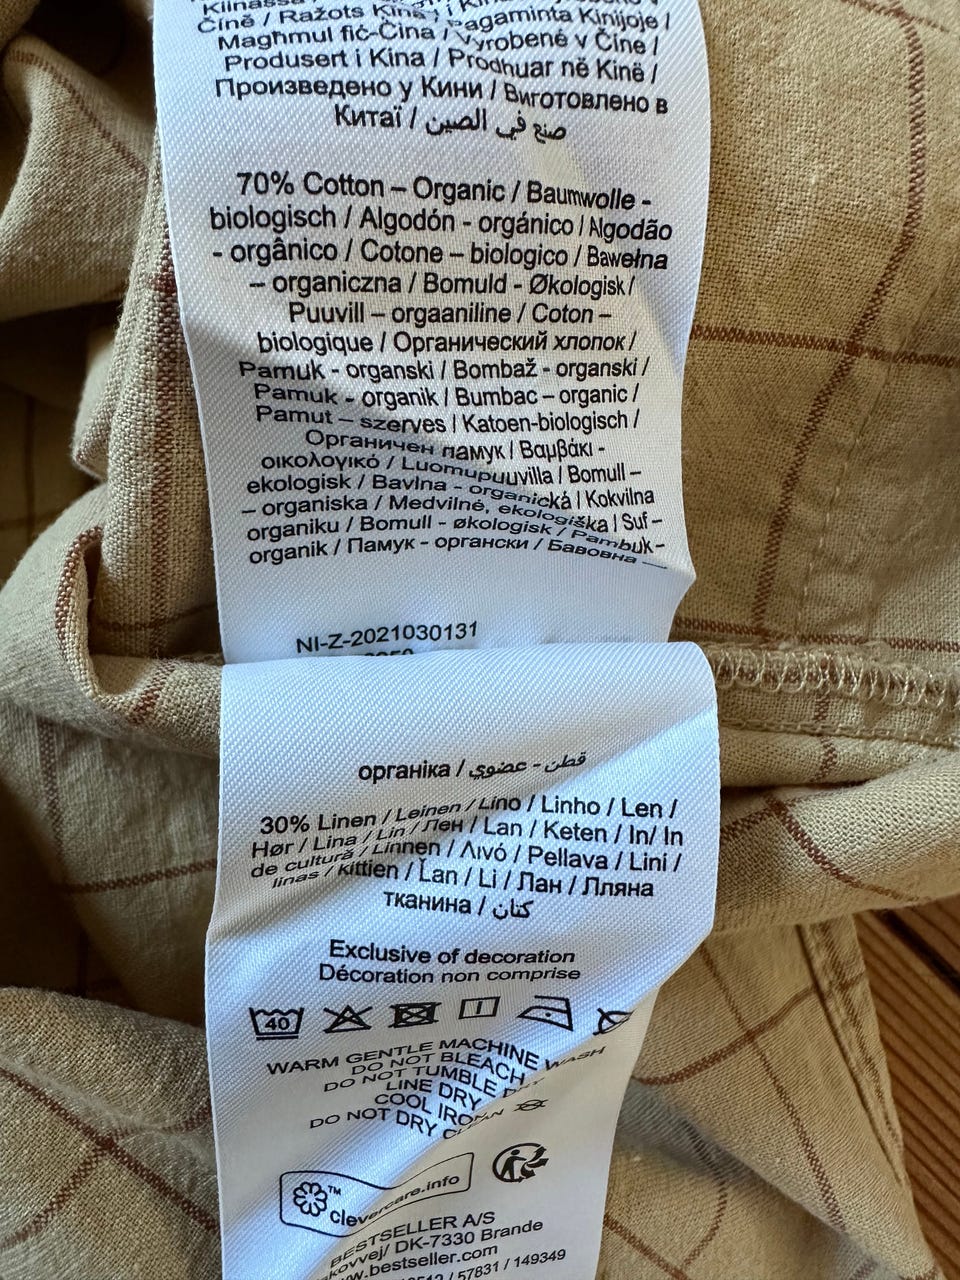 Čīnē / Ražots Ķīnā / Pagaminta Kinijoje /
Magħmul fiċ-Ċina / Vyrobené v Číne /
Produsert i Kina / Prodhuar në Kinë /
Произведено у Кини / Виготовлено в
Китаї / صنع في الصين
70% Cotton – Organic / Baumwolle -
biologisch / Algodón - orgánico / Algodão
- orgânico / Cotone – biologico / Bawełna
– organiczna / Bomuld - Økologisk /
Puuvill – orgaaniline / Coton –
biologique / Органический хлопок /
Pamuk - organski / Bombaž - organski /
Pamuk - organik / Bumbac – organic /
Pamut – szerves / Katoen-biologisch /
Органичен памук / Βαμβάκι -
οικολογικό / Luomupuuvilla / Bomull –
ekologisk / Bavlna - organická / Kokvilna
– organiska / Medvilnė, ekologiška / Suf –
organiku / Bomull - økologisk / Pambuk–
organik / Памук - органски / Бавовна —
NI-Z-2021030131
органіка / قطن - عضوي
30% Linen / Leinen / Lino / Linho / Len /
Hør / Lina / Lin / Лен / Lan / Keten / In/ In
de cultură / Linnen / Λινό / Pellava / Lini /
linas / kittien / Ľan / Li / Лан / Лляна
тканина / كتان
Exclusive of decoration
Décoration non comprise
40
WARM GENTLE MACHINE WASH
DO NOT BLEACH
DO NOT TUMBLE DRY
LINE DRY
COOL IRON
DO NOT DRY CLEAN
™
clevercare.info
BESTSELLER A/S
DK-7330 Brande
www.bestseller.com
/ 57831 / 149349